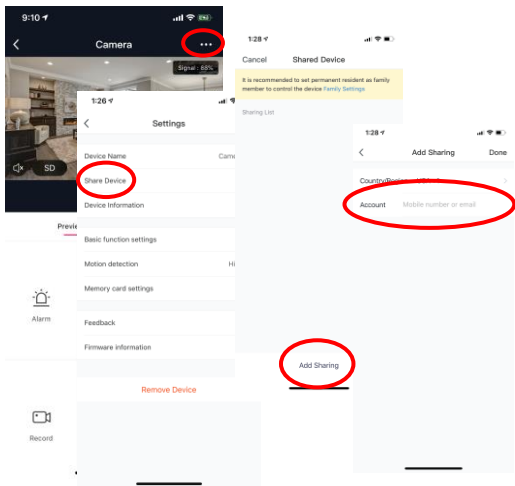 9:10
Camera
Signal: 68%
SD
Alarm
Record
1:26
Settings
Device Name
Share Device
Device Information
Basic function settings
Motion detection
Memory card settings
Feedback
Firmware information
Remove Device
1:28
Cancel Shared Device
It is recommended to set permanent resident as family
member to control the device Family Settings
Sharing List
Add Sharing
1:28
Add Sharing Done
Account Mobile number or email